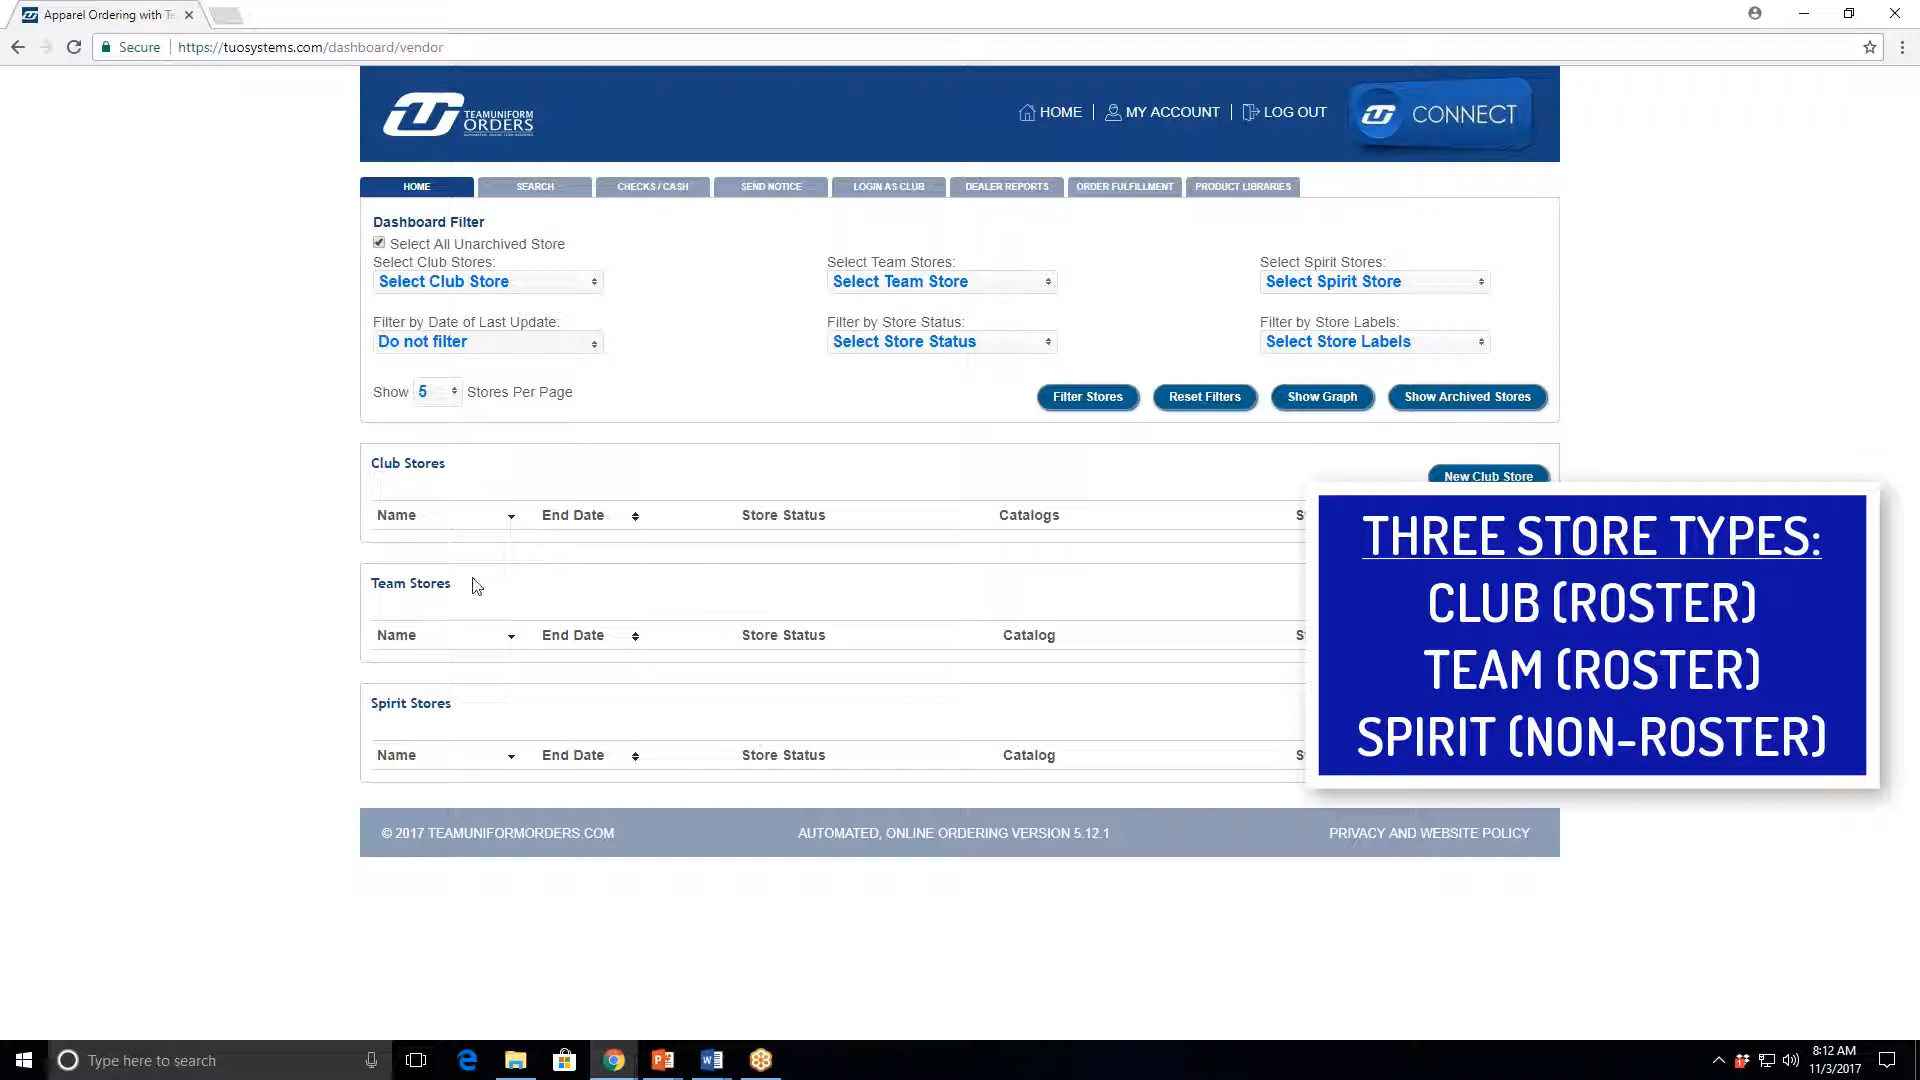 Apparel Ordering with Te
Secure https://tuosystems.com/dashboard/vendor
TEAMUNIFORM
ORDERS
HOME MY ACCOUNT LOG OUT
CONNECT
HOME SEARCH CHECKS / CASH SEND NOTICE LOGIN AS CLUB DEALER REPORTS ORDER FULFILLMENT PRODUCT LIBRARIES
Dashboard Filter
Select All Unarchived Store
Select Club Stores: Select Team Stores: Select Spirit Stores:
Select Club Store Select Team Store Select Spirit Store
Filter by Date of Last Update: Filter by Store Status: Filter by Store Labels:
Do not filter Select Store Status Select Store Labels
Show 5 Stores Per Page
Filter Stores Reset Filters Show Graph Show Archived Stores
Club Stores
New Club Store
Name End Date Store Status Catalogs S
Team Stores
Name End Date Store Status Catalog S
Spirit Stores
Name End Date Store Status Catalog S
THREE STORE TYPES:
CLUB (ROSTER)
TEAM (ROSTER)
SPIRIT (NON-ROSTER)
© 2017 TEAMUNIFORMORDERS.COM AUTOMATED, ONLINE ORDERING VERSION 5.12.1 PRIVACY AND WEBSITE POLICY
Type here to search
8:12 AM
11/3/2017